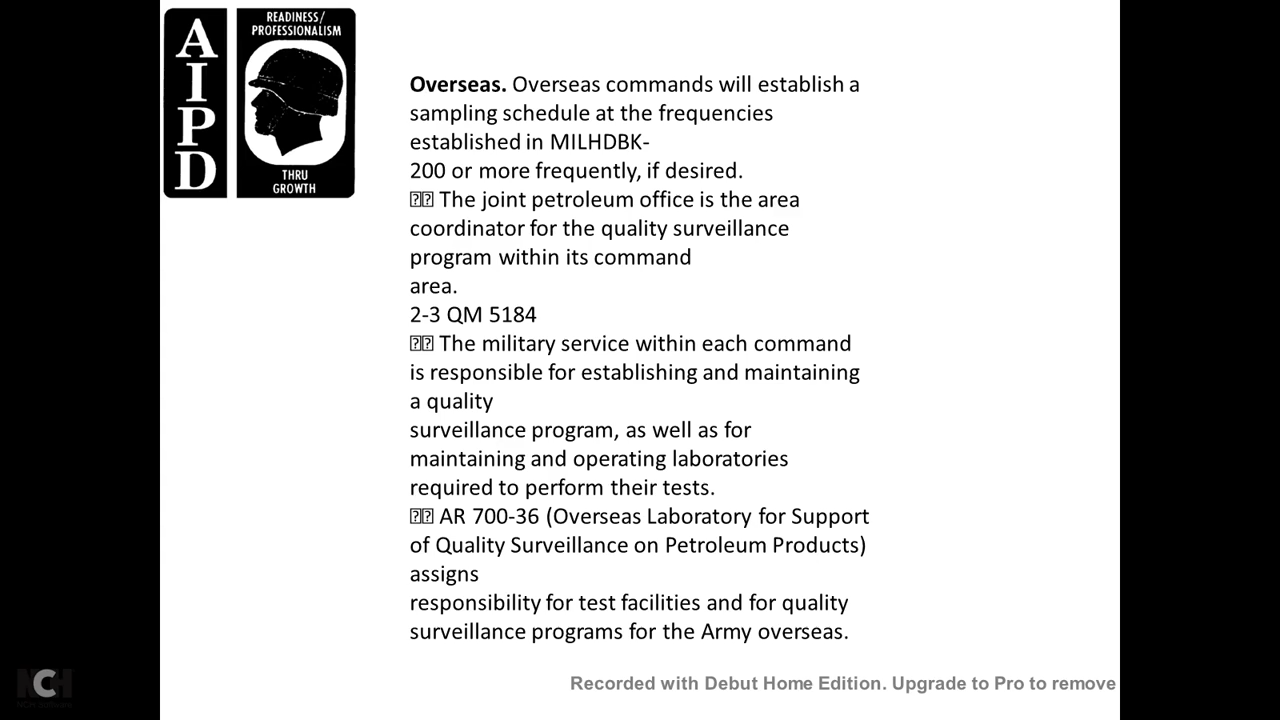 AIPD
READINESS/
PROFESSIONALISM
THRU
GROWTH
Overseas. Overseas commands will establish a
sampling schedule at the frequencies
established in MILHDBK-
200 or more frequently, if desired.
⍰⍰ The joint petroleum office is the area
coordinator for the quality surveillance
program within its command
area.
2-3 QM 5184
⍰⍰ The military service within each command
is responsible for establishing and maintaining
a quality
surveillance program, as well as for
maintaining and operating laboratories
required to perform their tests.
⍰⍰ AR 700-36 (Overseas Laboratory for Support
of Quality Surveillance on Petroleum Products)
assigns
responsibility for test facilities and for quality
surveillance programs for the Army overseas.
NCH
NCH Software
Recorded with Debut Home Edition. Upgrade to Pro to remove